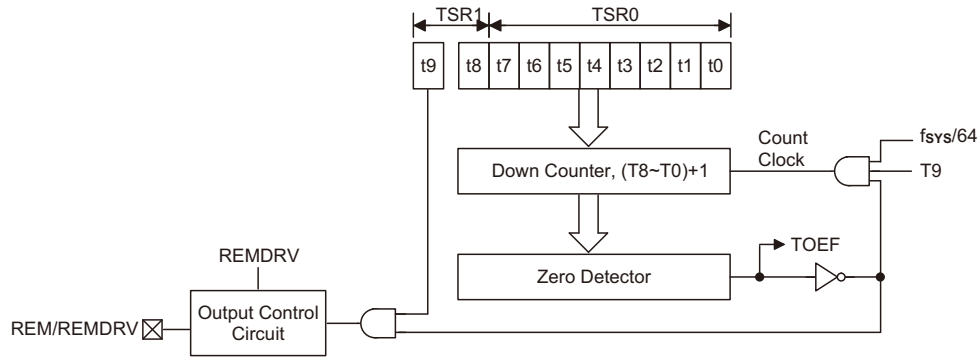 TSR1 TSR0
t9 t8 t7 t6 t5 t4 t3 t2 t1 t0
Down Counter, (T8~T0)+1
Count
Clock
fSYS/64
T9
Zero Detector
TOEF
REMDRV
Output Control
Circuit
REM/REMDRV